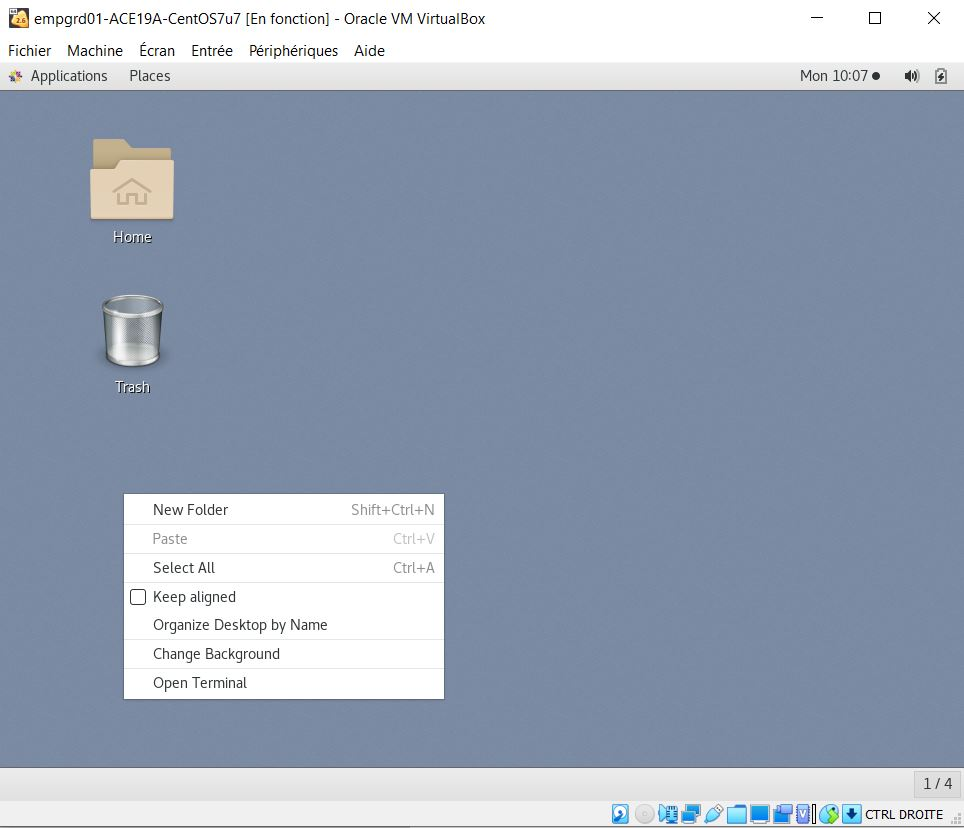 empgrd01-ACE19A-CentOS7u7 [En fonction] - Oracle VM VirtualBox
Fichier Machine Écran Entrée Périphériques Aide
Applications Places Mon 10:07
Home
Trash
New Folder Shift+Ctrl+N
Paste Ctrl+V
Select All Ctrl+A
Keep aligned
Organize Desktop by Name
Change Background
Open Terminal
1 / 4
CTRL DROITE